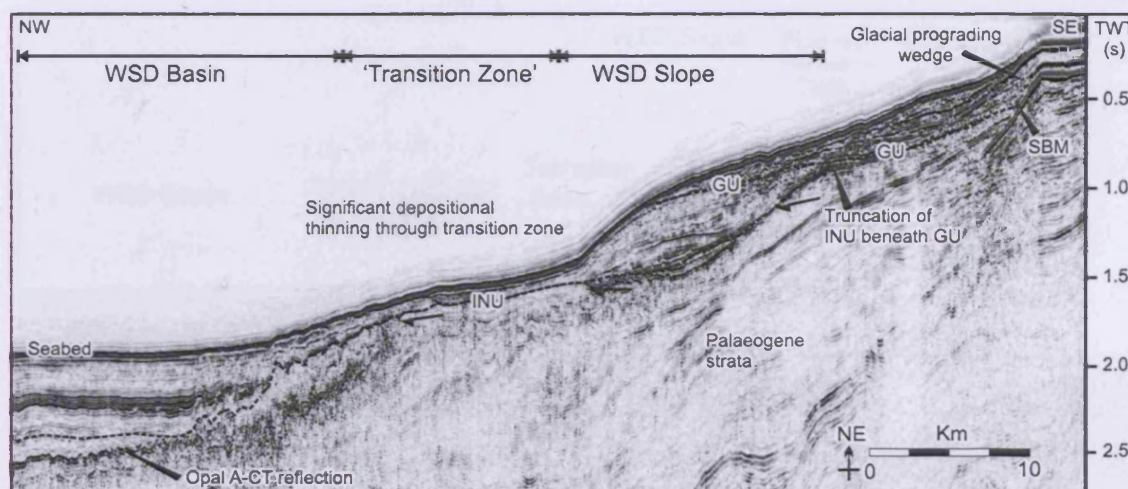 NW
SE
TWT
(s)
Glacial prograding
wedge
WSD Basin
'Transition Zone'
WSD Slope
0.5
GU
SBM
GU
1.0
Significant depositional
thinning through transition zone
Truncation of
INU beneath GU
1.5
INU
Seabed
Palaeogene
strata
2.0
NE
Km
0
10
2.5
Opal A-CT reflection